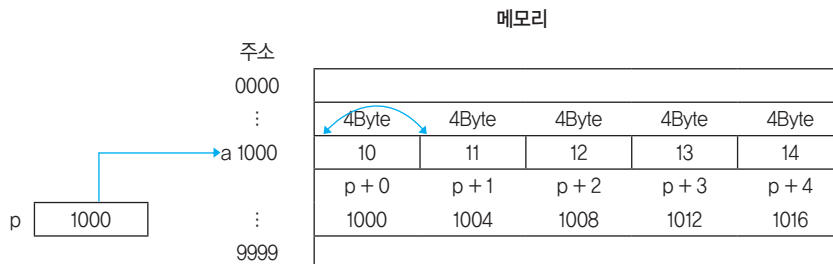 메모리
주소
0000
⋮ 4Byte 4Byte 4Byte 4Byte 4Byte
a 1000 10 11 12 13 14
p + 0 p + 1 p + 2 p + 3 p + 4
p 1000 ⋮ 1000 1004 1008 1012 1016
9999